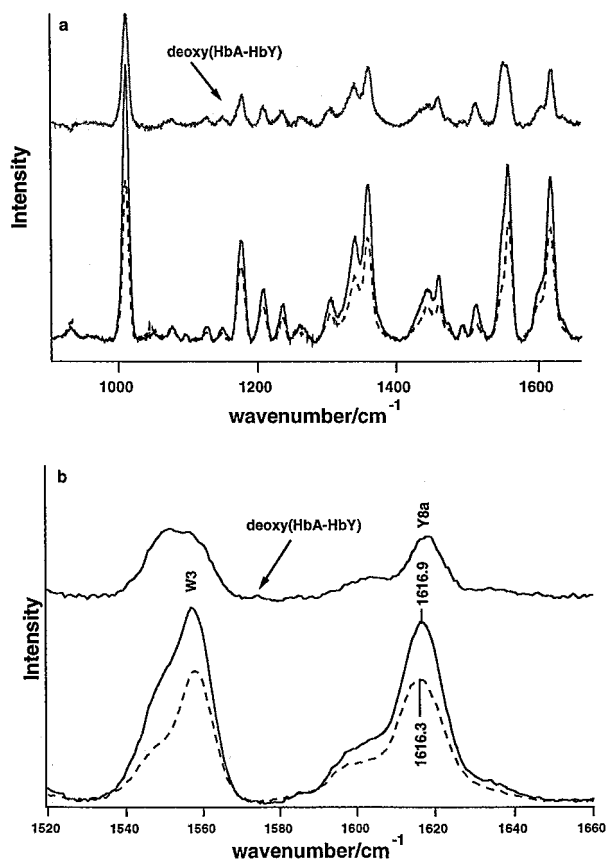 a
deoxy(HbA-HbY)
Intensity
1000 1200 1400 1600
wavenumber/cm-1
b
deoxy(HbA-HbY)
W3
Y8a
1616.9
1616.3
Intensity
1520 1540 1560 1580 1600 1620 1640 1660
wavenumber/cm-1